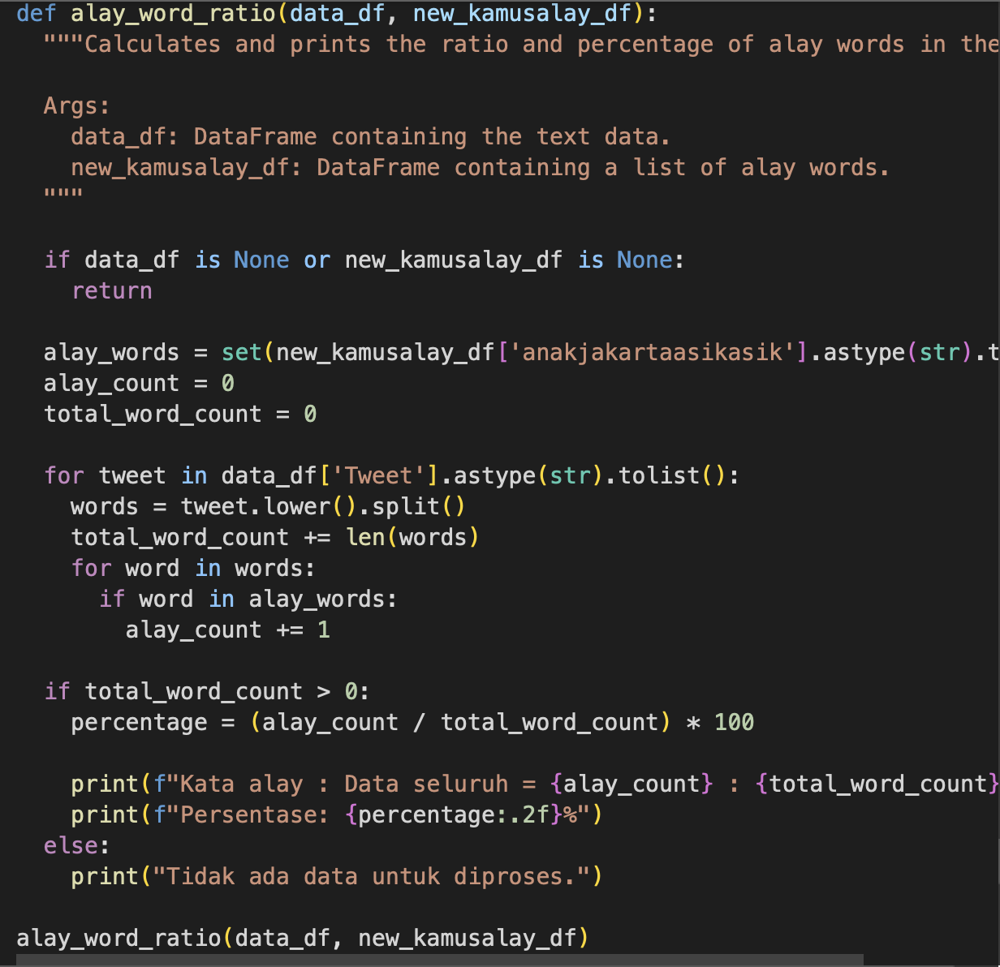 def alay_word_ratio(data_df, new_kamusalay_df):
  """Calculates and prints the ratio and percentage of alay words in the

  Args:
    data_df: DataFrame containing the text data.
    new_kamusalay_df: DataFrame containing a list of alay words.
  """

  if data_df is None or new_kamusalay_df is None:
    return

  alay_words = set(new_kamusalay_df['anakjakartaasikasik'].astype(str).t
  alay_count = 0
  total_word_count = 0

  for tweet in data_df['Tweet'].astype(str).tolist():
    words = tweet.lower().split()
    total_word_count += len(words)
    for word in words:
      if word in alay_words:
        alay_count += 1

  if total_word_count > 0:
    percentage = (alay_count / total_word_count) * 100

    print(f"Kata alay : Data seluruh = {alay_count} : {total_word_count}
    print(f"Persentase: {percentage:.2f}%")
  else:
    print("Tidak ada data untuk diproses.")

alay_word_ratio(data_df, new_kamusalay_df)